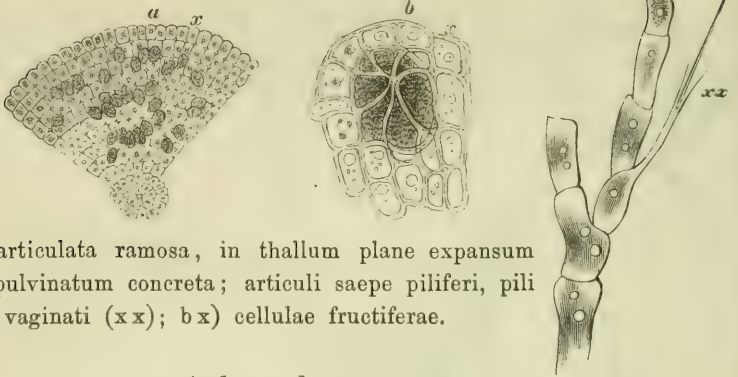 a x
b x
xx
articulata ramosa, in thallum plane expansum
pulvinatum concreta; articuli saepe piliferi, pili
vaginati (x x); b x) cellulae fructiferae.